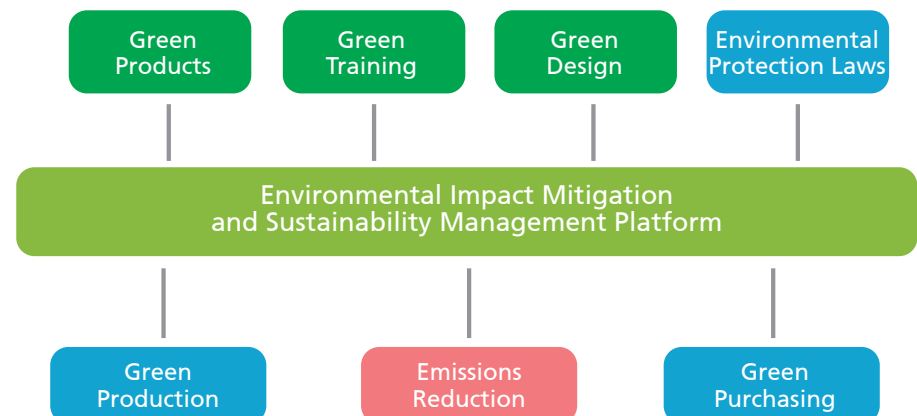 Green
Products
Green
Training
Green
Design
Environmental
Protection Laws
Environmental Impact Mitigation
and Sustainability Management Platform
Green
Production
Emissions
Reduction
Green
Purchasing